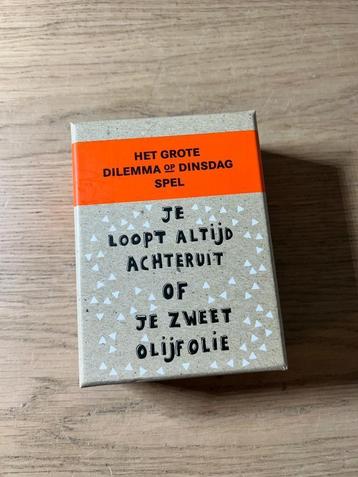 HET GROTE
DILEMMA OP DINSDAG
SPEL
JE
LOOPT ALTIJD
ACHTERUIT
OF
JE ZWEET
OLIJFOLIE